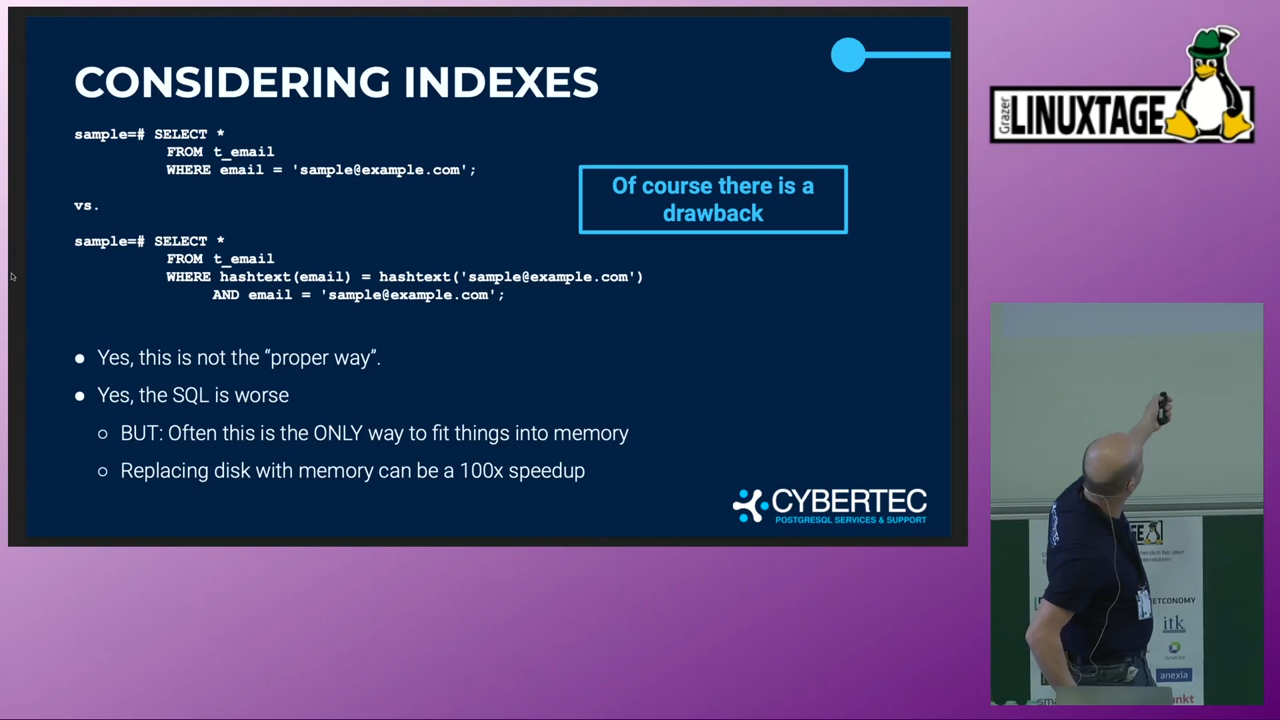 CONSIDERING INDEXES
sample=# SELECT *
FROM t_email
WHERE email = 'sample@example.com';
vs.
sample=# SELECT *
FROM t_email
WHERE hashtext(email) = hashtext('sample@example.com')
AND email = 'sample@example.com';
Of course there is a
drawback
● Yes, this is not the “proper way”.
● Yes, the SQL is worse
○ BUT: Often this is the ONLY way to fit things into memory
○ Replacing disk with memory can be a 100x speedup
CYBERTEC
POSTGRESQL SERVICES & SUPPORT
Grazer
LINUXTAGE
ETCONOMY
itk
anexia